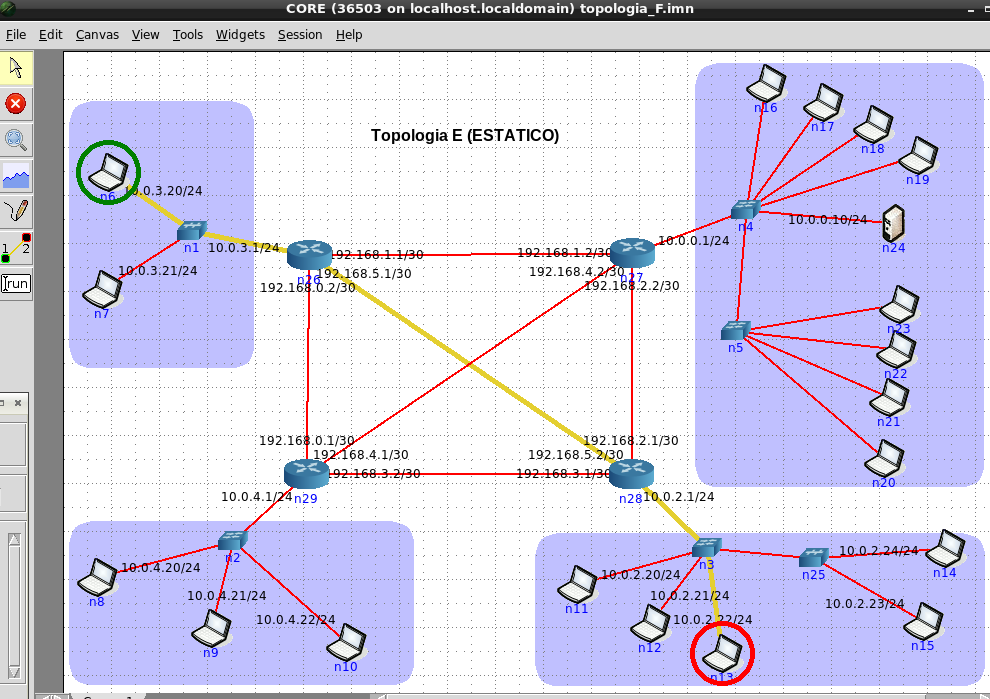 CORE (36503 on localhost.localdomain) topologia_F.imn
File Edit Canvas View Tools Widgets Session Help
Topologia E (ESTATICO)
n6
10.0.3.20/24
n1
10.0.3.1/24
10.0.3.21/24
n7
n26
192.168.1.1/30
192.168.5.1/30
192.168.0.2/30
192.168.1.2/30
192.168.4.2/30
n27
192.168.2.2/30
10.0.0.1/24
n16
n17
n18
n19
n4
10.0.0.10/24
n24
n5
n23
n22
n21
n20
192.168.0.1/30
192.168.4.1/30
192.168.3.2/30
n29
10.0.4.1/24
192.168.2.1/30
192.168.5.2/30
192.168.3.1/30
n28
10.0.2.1/24
n2
10.0.4.20/24
n8
10.0.4.21/24
n9
10.0.4.22/24
n10
n3
10.0.2.20/24
n11
10.0.2.21/24
n12
10.0.2.22/24
n13
n25
10.0.2.24/24
n14
10.0.2.23/24
n15
1
2
run